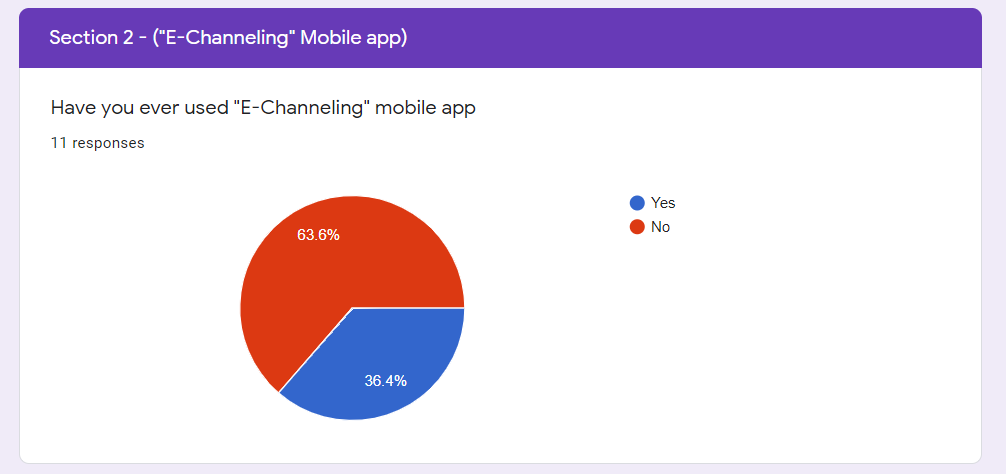 Section 2 - ("E-Channeling" Mobile app)
Have you ever used "E-Channeling" mobile app
11 responses
Yes
No
63.6%
36.4%